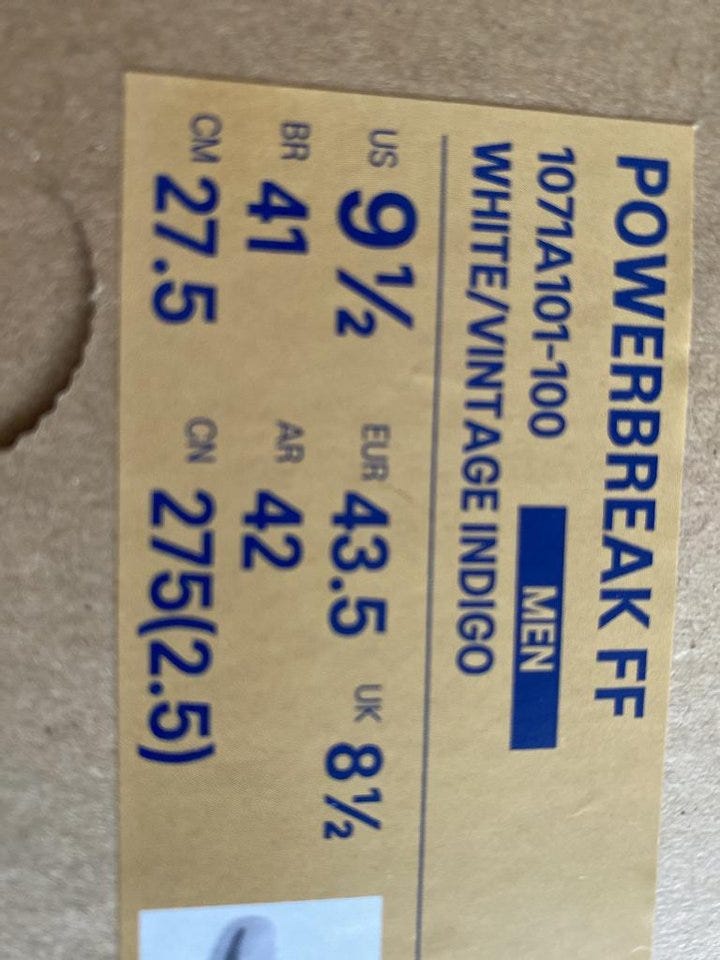 POWERBREAK FF
1071A101-100 MEN
WHITE/VINTAGE INDIGO
US 9½ EUR 43.5 UK 8½
BR 41 AR 42
CM 27.5 CN 275(2.5)